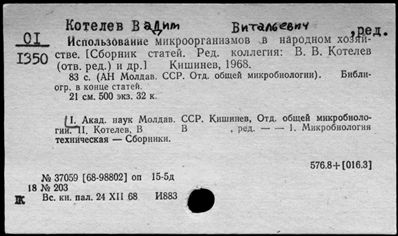 Котелев Вадим Витальевич, ред.
01
1350
Использование микроорганизмов в народном хозяй-
стве. [Сборник статей. Ред. коллегия: В. В. Котелев
(отв. ред.) и др.] Кишинев, 1968.
83 с. (АН Молдав. ССР. Отд. общей микробиологии). Библи-
огр. в конце статей.
21 см. 500 экз. 32 к.
I. Акад. наук Молдав. ССР. Кишинев, Отд. общей микробиоло-
гии. II. Котелев, В В , ред. — — 1. Микробиология
техническая — Сборники.
576.8+[016.3]
№ 37059 [68-98802] оп 15-5д
18 № 203
Вс. кн. пал. 24 XII 68 И883